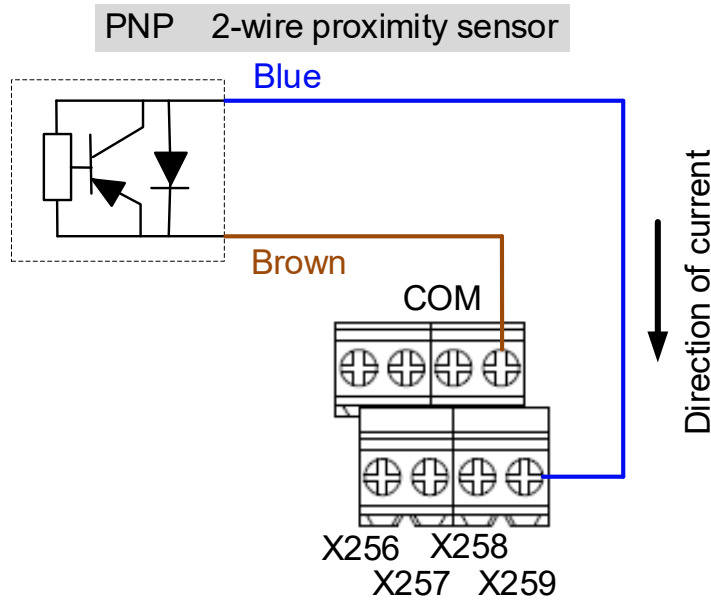 PNP 2-wire proximity sensor
Blue
Brown
COM
Direction of current
X256 X258
X257 X259